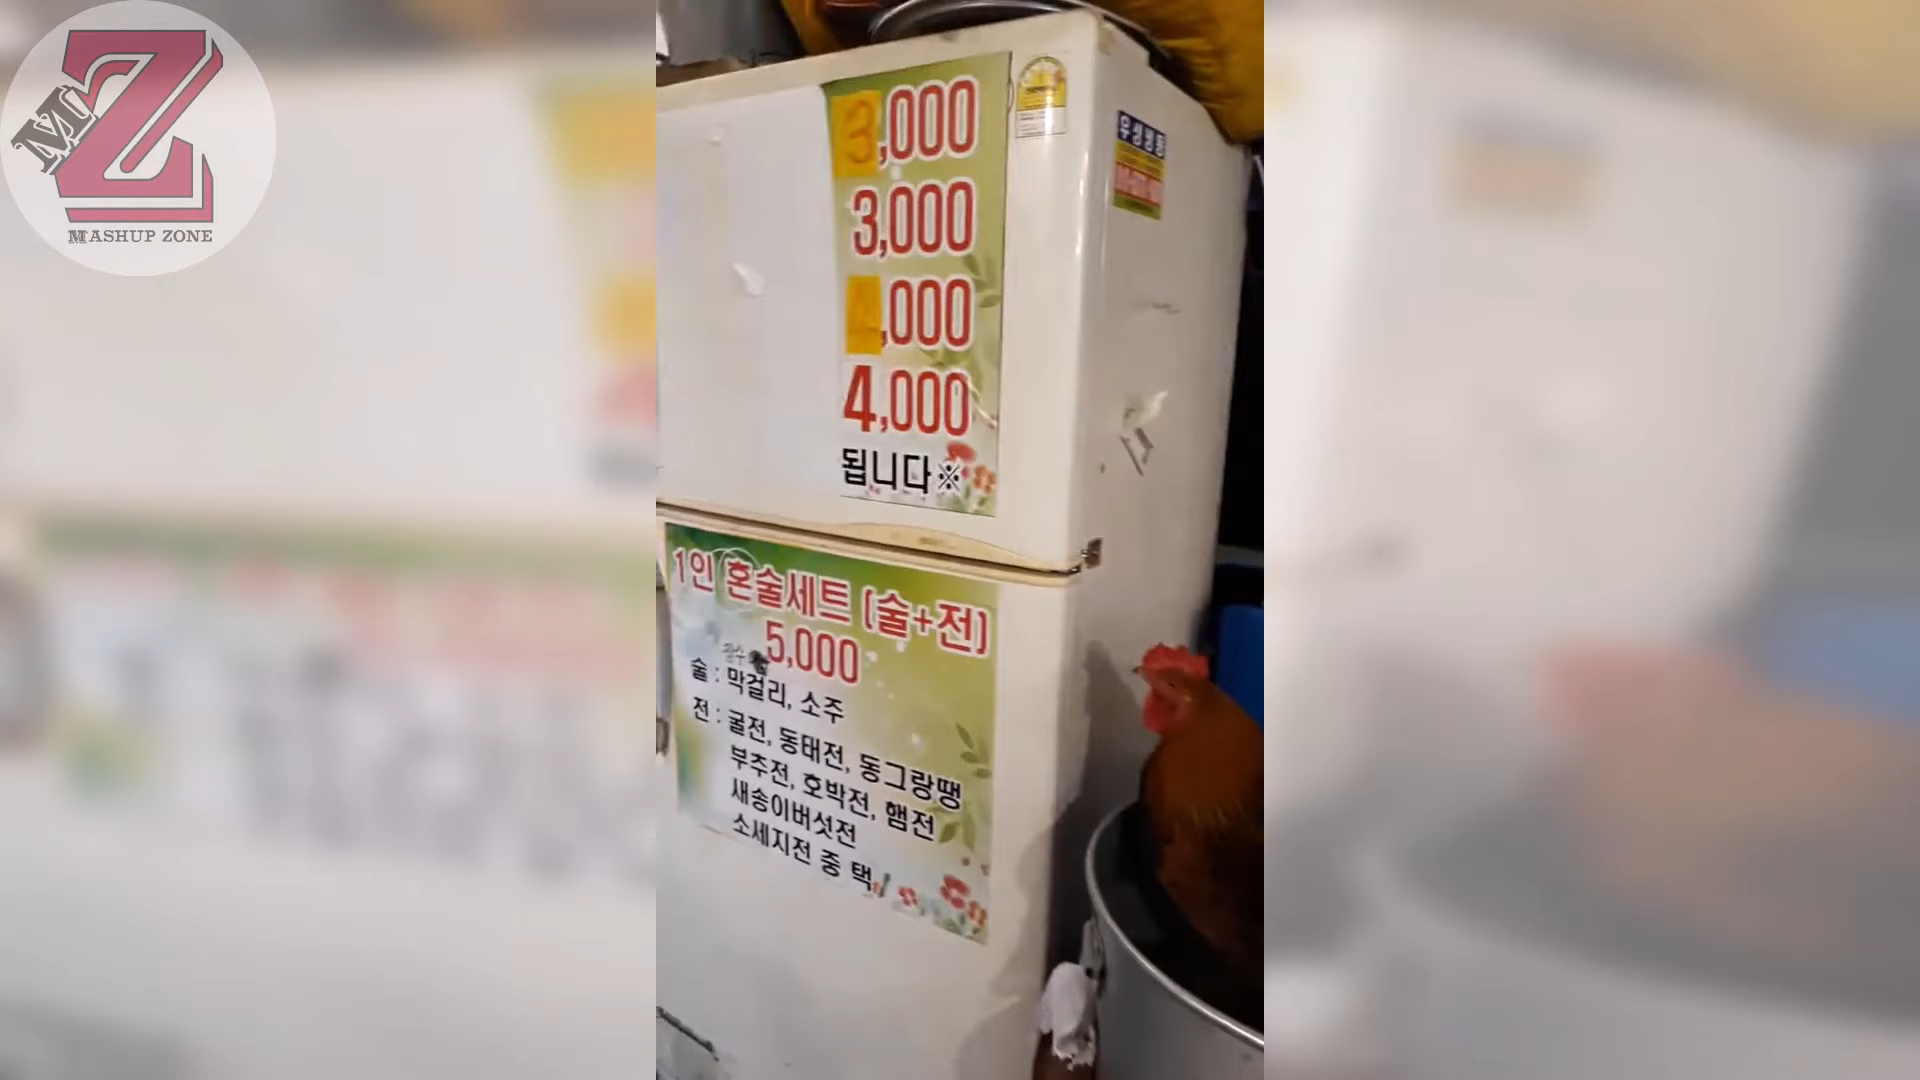 MZ
MASHUP ZONE
3,000
3,000
4,000
4,000
됩니다※
1인 혼술세트 (술+전)
5,000
술 : 막걸리, 소주
전 : 굴전, 동태전, 동그랑땡
부추전, 호박전, 햄전
새송이버섯전
소세지전 중 택